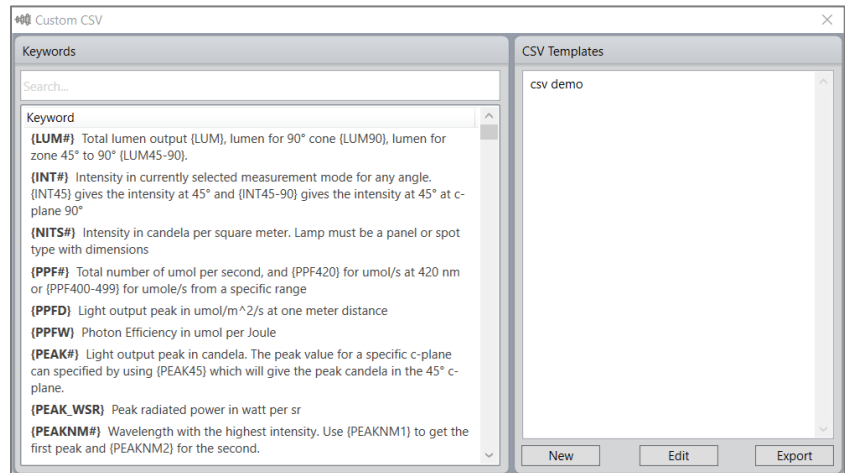 Custom CSV
Keywords
Search...
Keyword
{LUM#} Total lumen output {LUM}, lumen for 90° cone {LUM90}, lumen for
zone 45° to 90° {LUM45-90}.
{INT#} Intensity in currently selected measurement mode for any angle.
{INT45} gives the intensity at 45° and {INT45-90} gives the intensity at 45° at c-
plane 90°
{NITS#} Intensity in candela per square meter. Lamp must be a panel or spot
type with dimensions
{PPF#} Total number of umol per second, and {PPF420} for umol/s at 420 nm
or {PPF400-499} for umole/s from a specific range
{PPFD} Light output peak in umol/m^2/s at one meter distance
{PPFW} Photon Efficiency in umol per Joule
{PEAK#} Light output peak in candela. The peak value for a specific c-plane
can specified by using {PEAK45} which will give the peak candela in the 45° c-
plane.
{PEAK_WSR} Peak radiated power in watt per sr
{PEAKNM#} Wavelength with the highest intensity. Use {PEAKNM1} to get the
first peak and {PEAKNM2} for the second.
CSV Templates
csv demo
New
Edit
Export